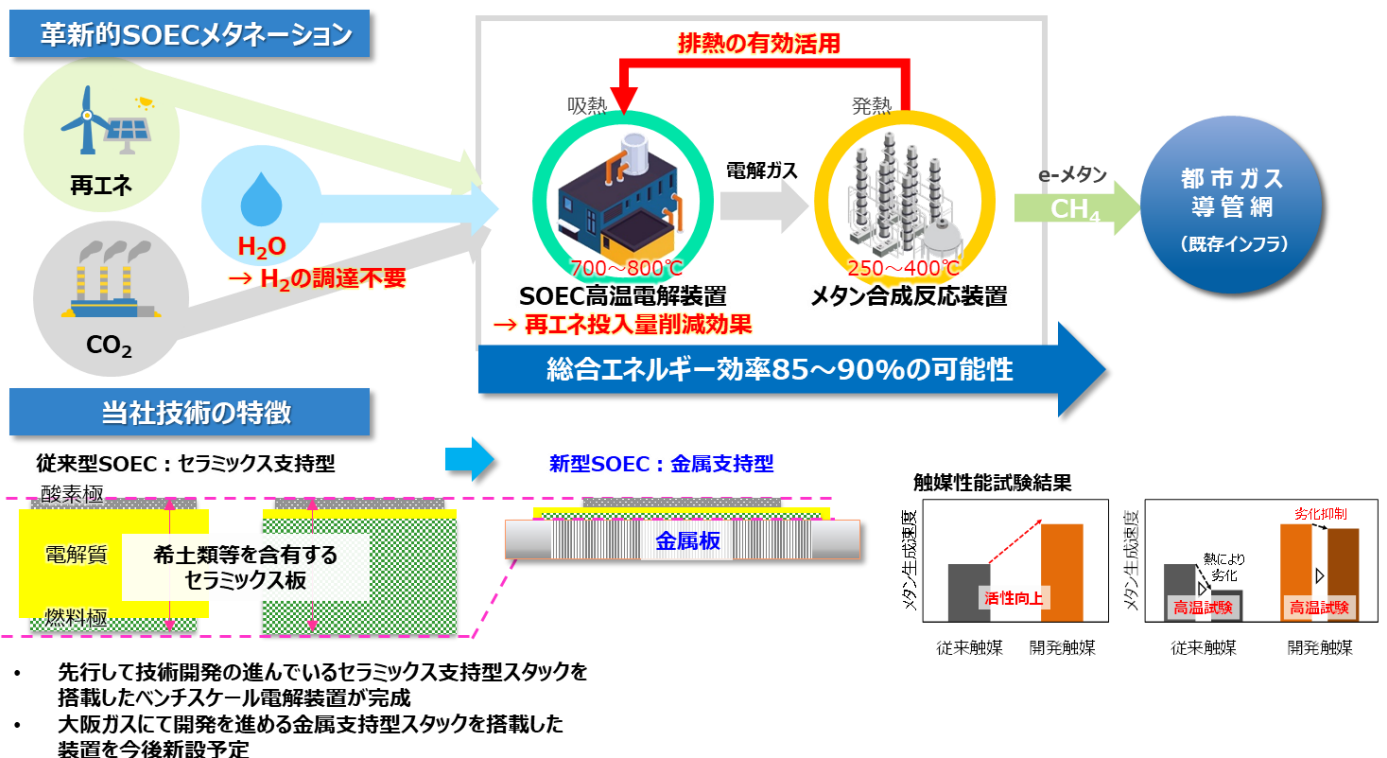 革新的SOECメタネーション
再エネ
H₂O
→ H₂の調達不要
CO₂
排熱の有効活用
吸熱
発熱
電解ガス
700～800℃
250～400℃
SOEC高温電解装置
メタン合成反応装置
→ 再エネ投入量削減効果
e-メタン
CH₄
都市ガス
導管網
（既存インフラ）
総合エネルギー効率85～90%の可能性
当社技術の特徴
従来型SOEC：セラミックス支持型
新型SOEC：金属支持型
酸素極
電解質
燃料極
希土類等を含有する
セラミックス板
金属板
触媒性能試験結果
メタン生成速度
活性向上
従来触媒
開発触媒
メタン生成速度
熱により
劣化
劣化抑制
高温試験
高温試験
従来触媒
開発触媒
• 先行して技術開発の進んでいるセラミックス支持型スタックを
搭載したベンチスケール電解装置が完成
• 大阪ガスにて開発を進める金属支持型スタックを搭載した
装置を今後新設予定